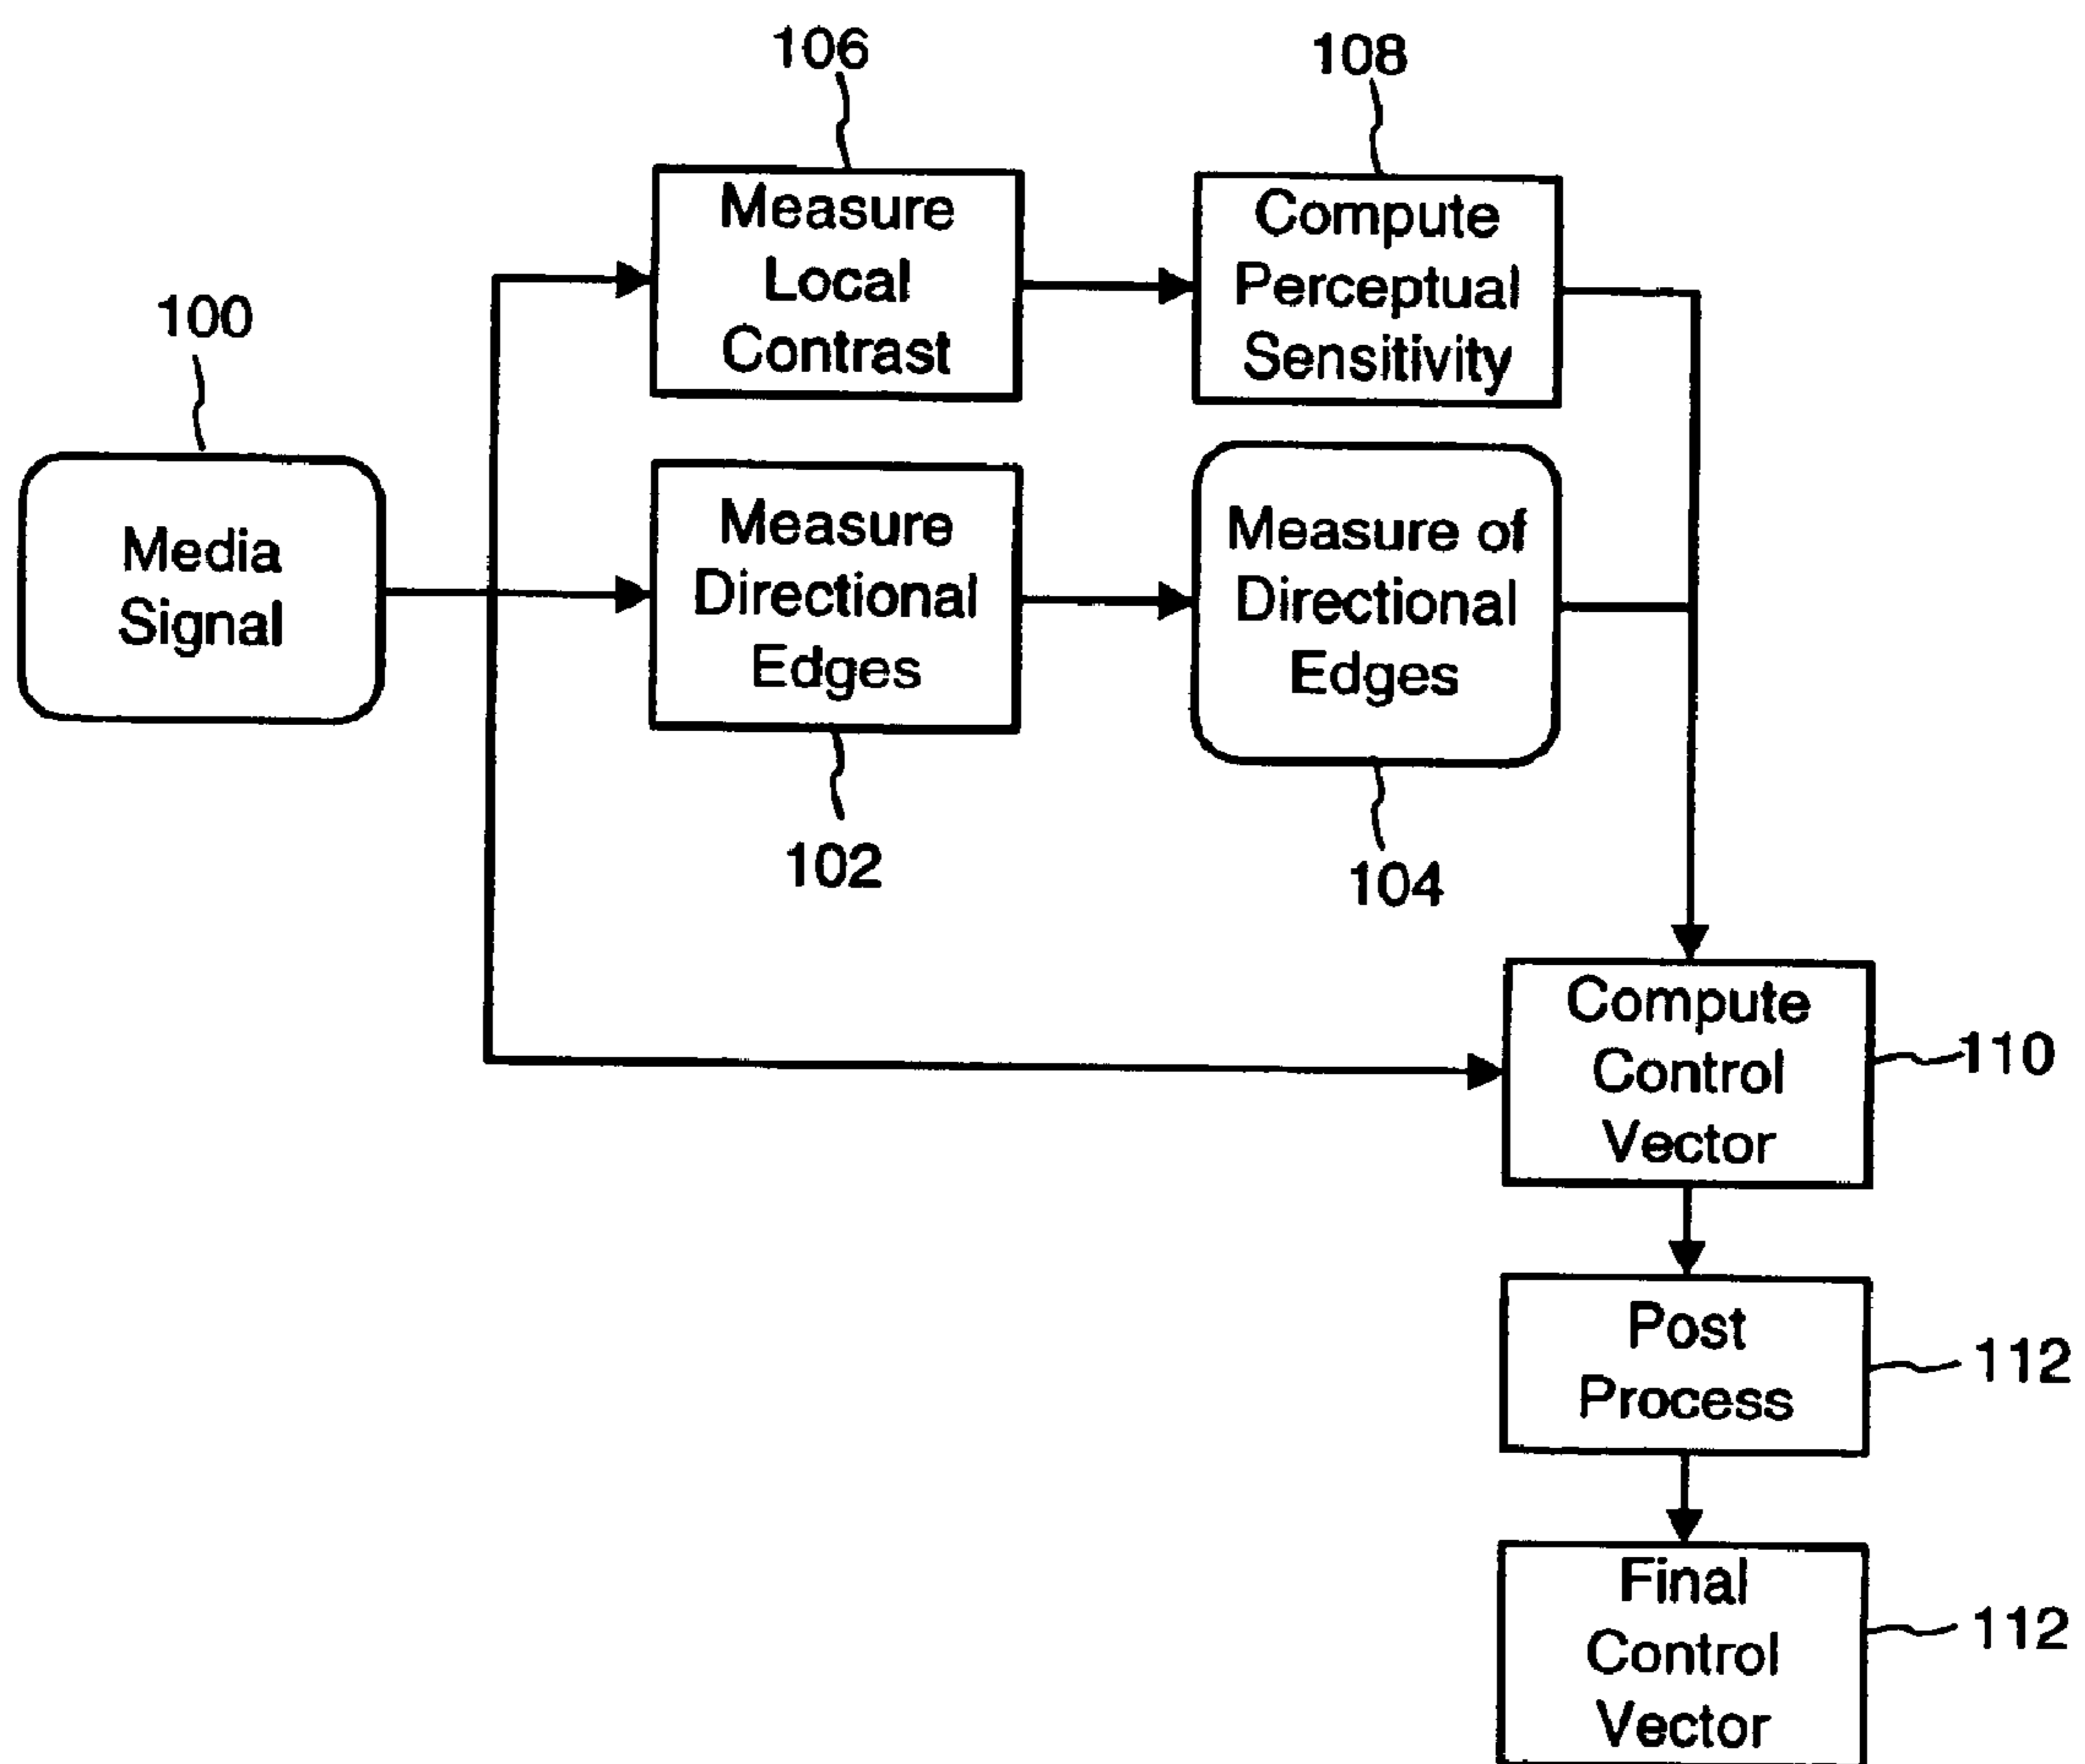 106
108
Measure
Local
Contrast
Compute
Perceptual
Sensitivity
100
Media
Signal
Measure
Directional
Edges
Measure of
Directional
Edges
102
104
Compute
Control
Vector
110
Post
Process
112
Final
Control
Vector
112